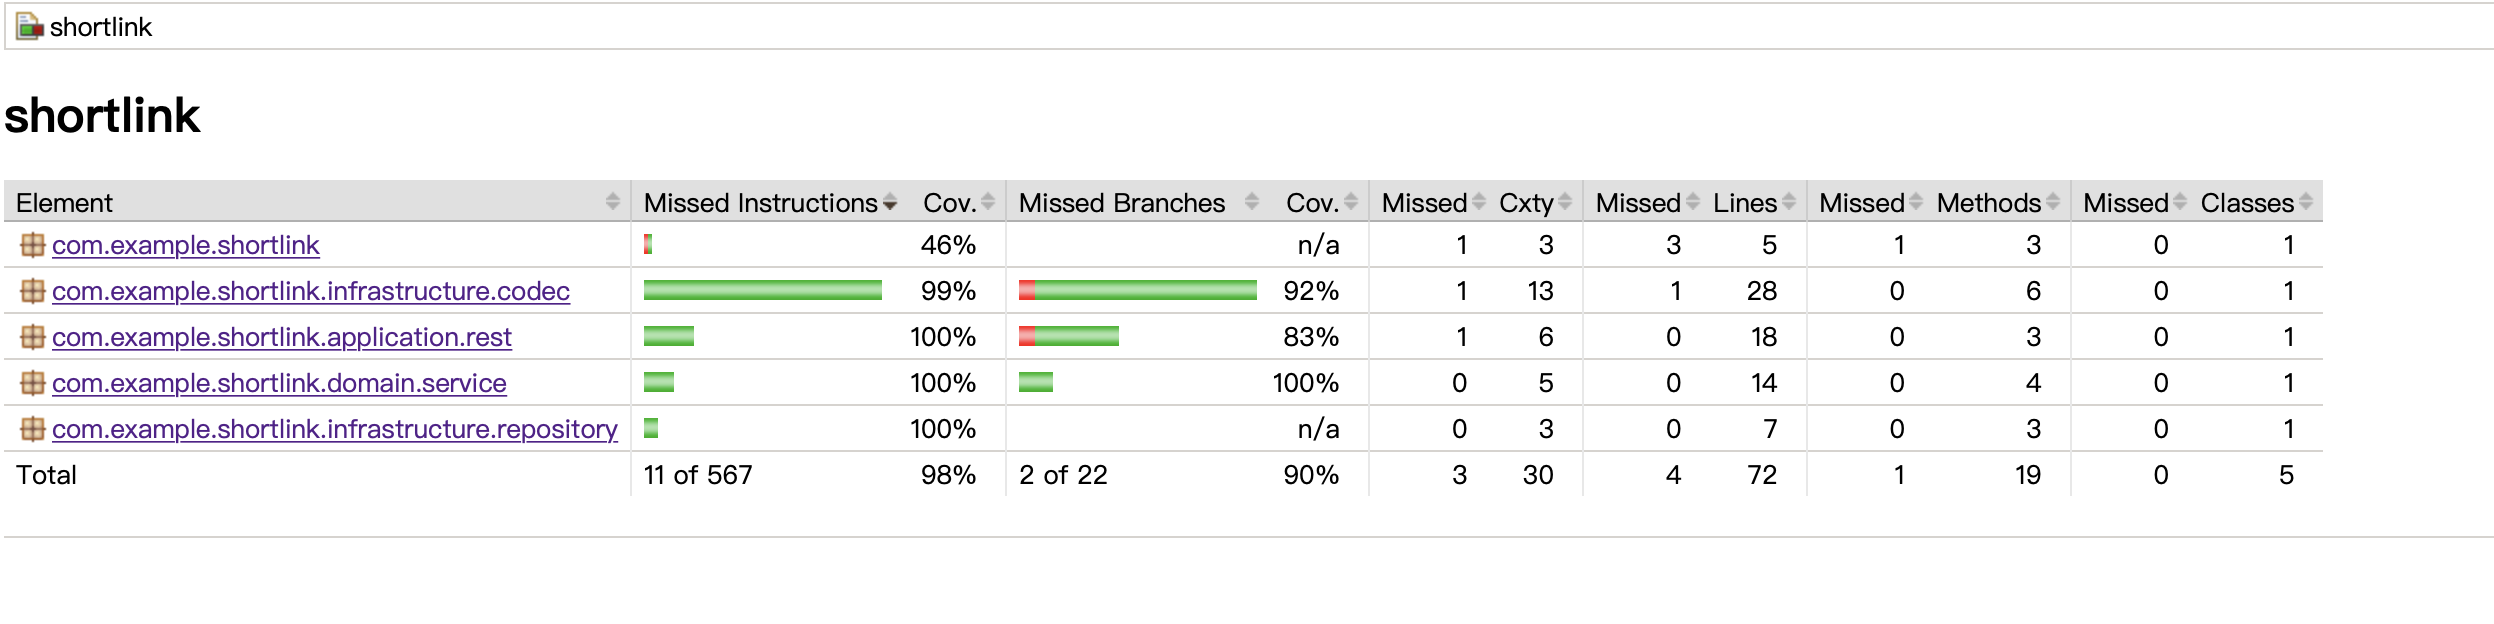 shortlink
shortlink
Element Missed Instructions Cov. Missed Branches Cov. Missed Cxty Missed Lines Missed Methods Missed Classes
com.example.shortlink 46% n/a 1 3 3 5 1 3 0 1
com.example.shortlink.infrastructure.codec 99% 92% 1 13 1 28 0 6 0 1
com.example.shortlink.application.rest 100% 83% 1 6 0 18 0 3 0 1
com.example.shortlink.domain.service 100% 100% 0 5 0 14 0 4 0 1
com.example.shortlink.infrastructure.repository 100% n/a 0 3 0 7 0 3 0 1
Total 11 of 567 98% 2 of 22 90% 3 30 4 72 1 19 0 5